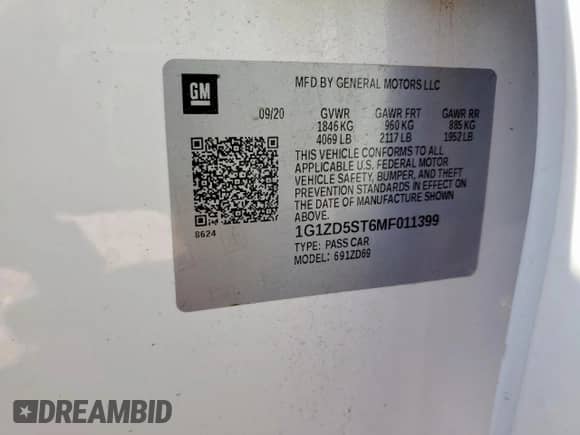 GM
MFD BY GENERAL MOTORS LLC
09/20 GVWR GAWR FRT GAWR RR
1846 KG 960 KG 885 KG
4069 LB 2117 LB 1952 LB
THIS VEHICLE CONFORMS TO ALL
APPLICABLE U.S. FEDERAL MOTOR
VEHICLE SAFETY, BUMPER, AND THEFT
PREVENTION STANDARDS IN EFFECT ON
THE DATE OF MANUFACTURE SHOWN
ABOVE.
8624
1G1ZD5ST6MF011399
TYPE: PASS CAR
MODEL: 691ZD69
DREAMBID